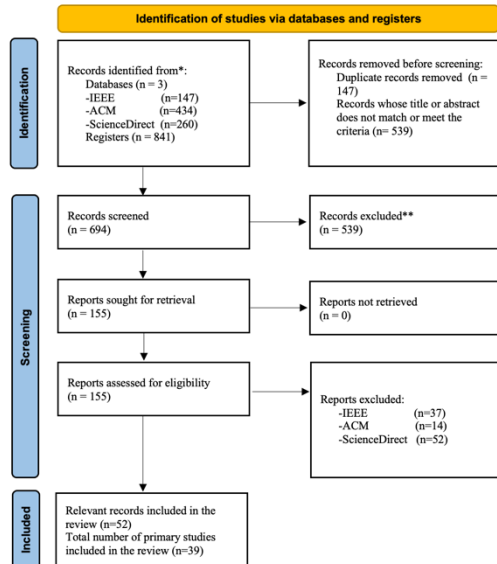 Identification of studies via databases and registers
Identification
Records identified from*:
Databases (n = 3)
-IEEE (n=147)
-ACM (n=434)
-ScienceDirect (n=260)
Registers (n = 841)
Records removed before screening:
Duplicate records removed (n =
147)
Records whose title or abstract
does not match or meet the
criteria (n= 539)
Screening
Records screened
(n = 694)
Records excluded**
(n = 539)
Reports sought for retrieval
(n = 155)
Reports not retrieved
(n = 0)
Reports assessed for eligibility
(n = 155)
Reports excluded:
-IEEE (n=37)
-ACM (n=14)
-ScienceDirect (n=52)
Included
Relevant records included in the
review (n=52)
Total number of primary studies
included in the review (n=39)